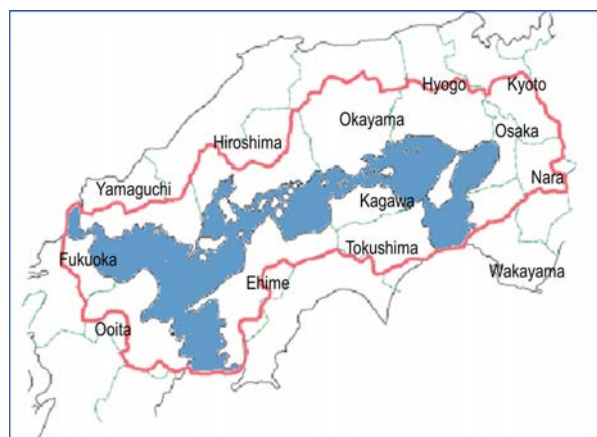 Hyogo
Kyoto
Okayama
Osaka
Hiroshima
Nara
Yamaguchi
Kagawa
Tokushima
Fukuoka
Wakayama
Ehime
Ooita